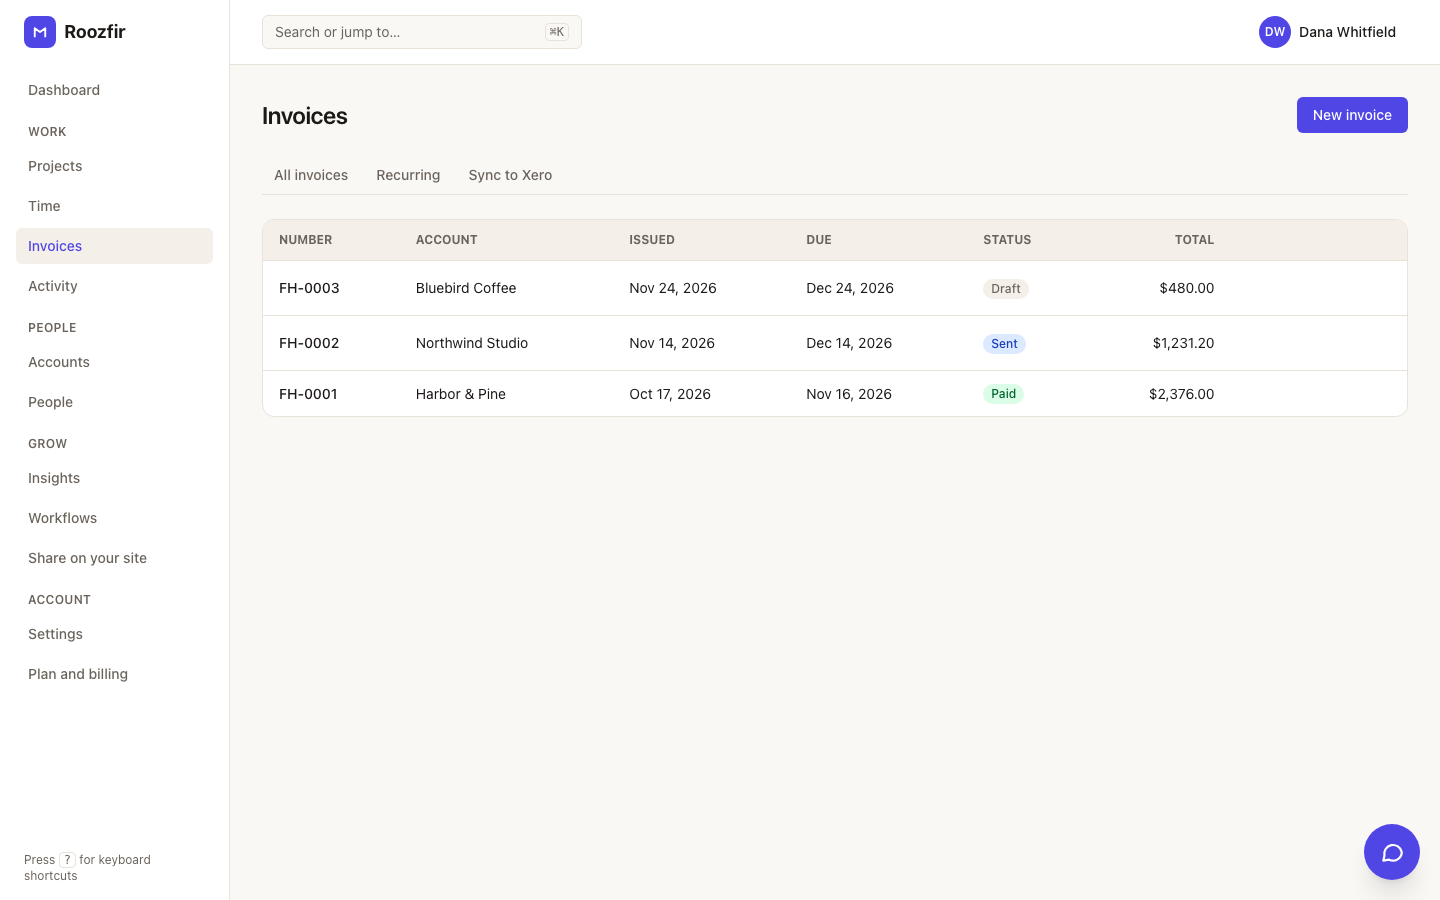 Roozfir
Search or jump to...
⌘K
DW
Dana Whitfield
Dashboard
WORK
Projects
Time
Invoices
Activity
PEOPLE
Accounts
People
GROW
Insights
Workflows
Share on your site
ACCOUNT
Settings
Plan and billing
Press ? for keyboard
shortcuts
Invoices
New invoice
All invoices Recurring Sync to Xero
NUMBER ACCOUNT ISSUED DUE STATUS TOTAL
FH-0003 Bluebird Coffee Nov 24, 2026 Dec 24, 2026 Draft $480.00
FH-0002 Northwind Studio Nov 14, 2026 Dec 14, 2026 Sent $1,231.20
FH-0001 Harbor & Pine Oct 17, 2026 Nov 16, 2026 Paid $2,376.00